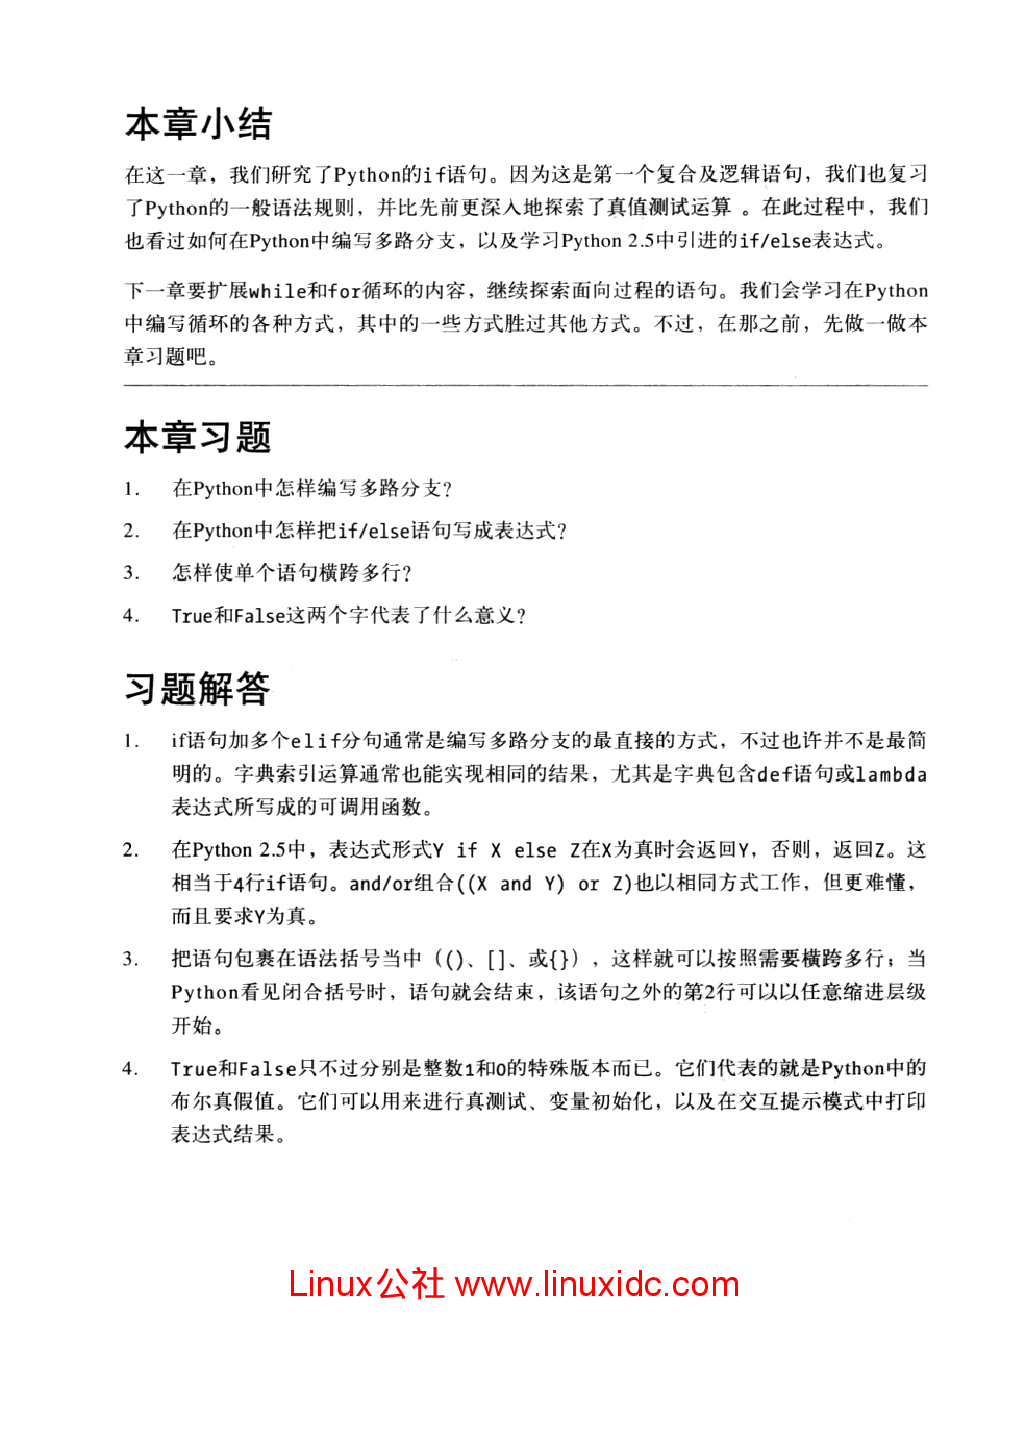 本章小结
在这一章，我们研究了Python的if语句。因为这是第一个复合及逻辑语句，我们也复习
了Python的一般语法规则，并比先前更深入地探索了真值测试运算 。在此过程中，我们
也看过如何在Python中编写多路分支，以及学习Python 2.5中引进的if/else表达式。
下一章要扩展while和for循环的内容，继续探索面向过程的语句。我们会学习在Python
中编写循环的各种方式，其中的一些方式胜过其他方式。不过，在那之前，先做一做本
章习题吧。
本章习题
1. 在Python中怎样编写多路分支？
2. 在Python中怎样把if/else语句写成表达式？
3. 怎样使单个语句横跨多行？
4. True和False这两个字代表了什么意义？
习题解答
1. if语句加多个elif分句通常是编写多路分支的最直接的方式，不过也许并不是最简
明的。字典索引运算通常也能实现相同的结果，尤其是字典包含def语句或lambda
表达式所写成的可调用函数。
2. 在Python 2.5中，表达式形式Y if X else Z在X为真时会返回Y，否则，返回Z。这
相当于4行if语句。and/or组合((X and Y) or Z)也以相同方式工作，但更难懂，
而且要求Y为真。
3. 把语句包裹在语法括号当中（()、[]、或{}），这样就可以按照需要横跨多行；当
Python看见闭合括号时，语句就会结束，该语句之外的第2行可以以任意缩进层级
开始。
4. True和False只不过分别是整数1和0的特殊版本而已。它们代表的就是Python中的
布尔真假值。它们可以用来进行真测试、变量初始化，以及在交互提示模式中打印
表达式结果。
Linux公社 www.linuxidc.com